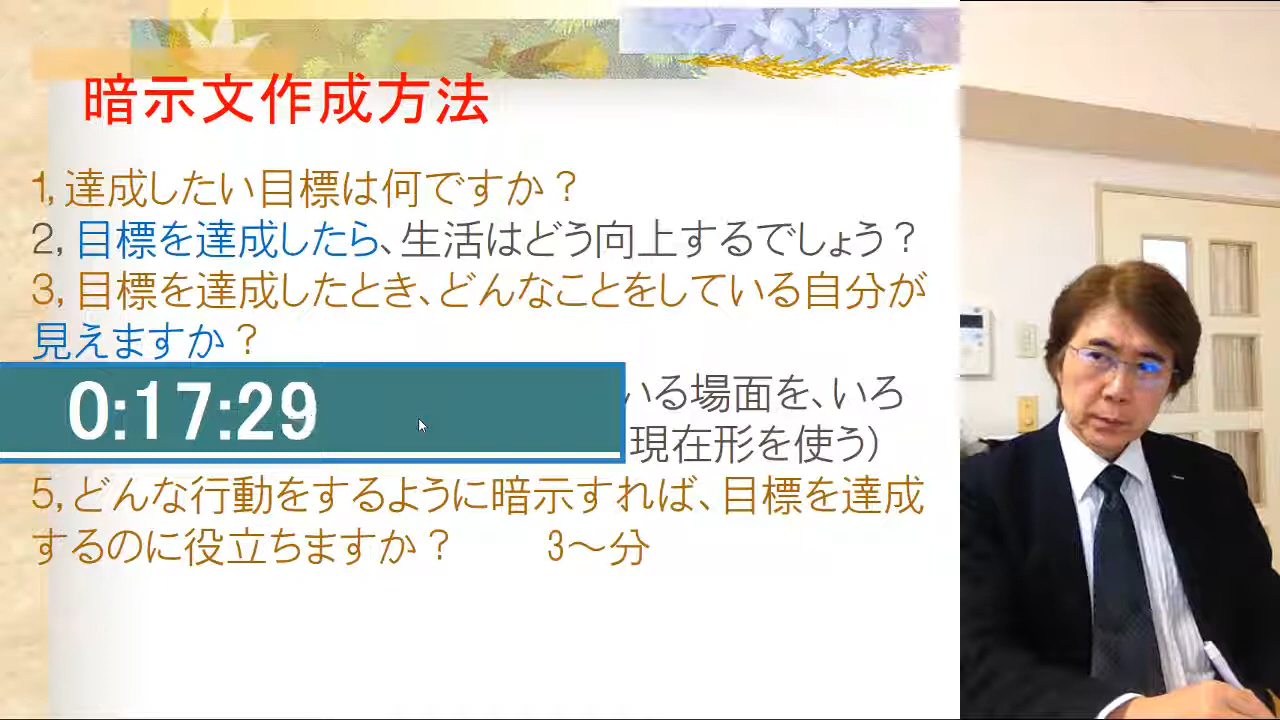 暗示文作成方法
1，達成したい目標は何ですか？
2，目標を達成したら、生活はどう向上するでしょう？
3，目標を達成したとき、どんなことをしている自分が
見えますか？
いる場面を、いろ
0:17:29
現在形を使う）
5，どんな行動をするように暗示すれば、目標を達成
するのに役立ちますか？ 3～分